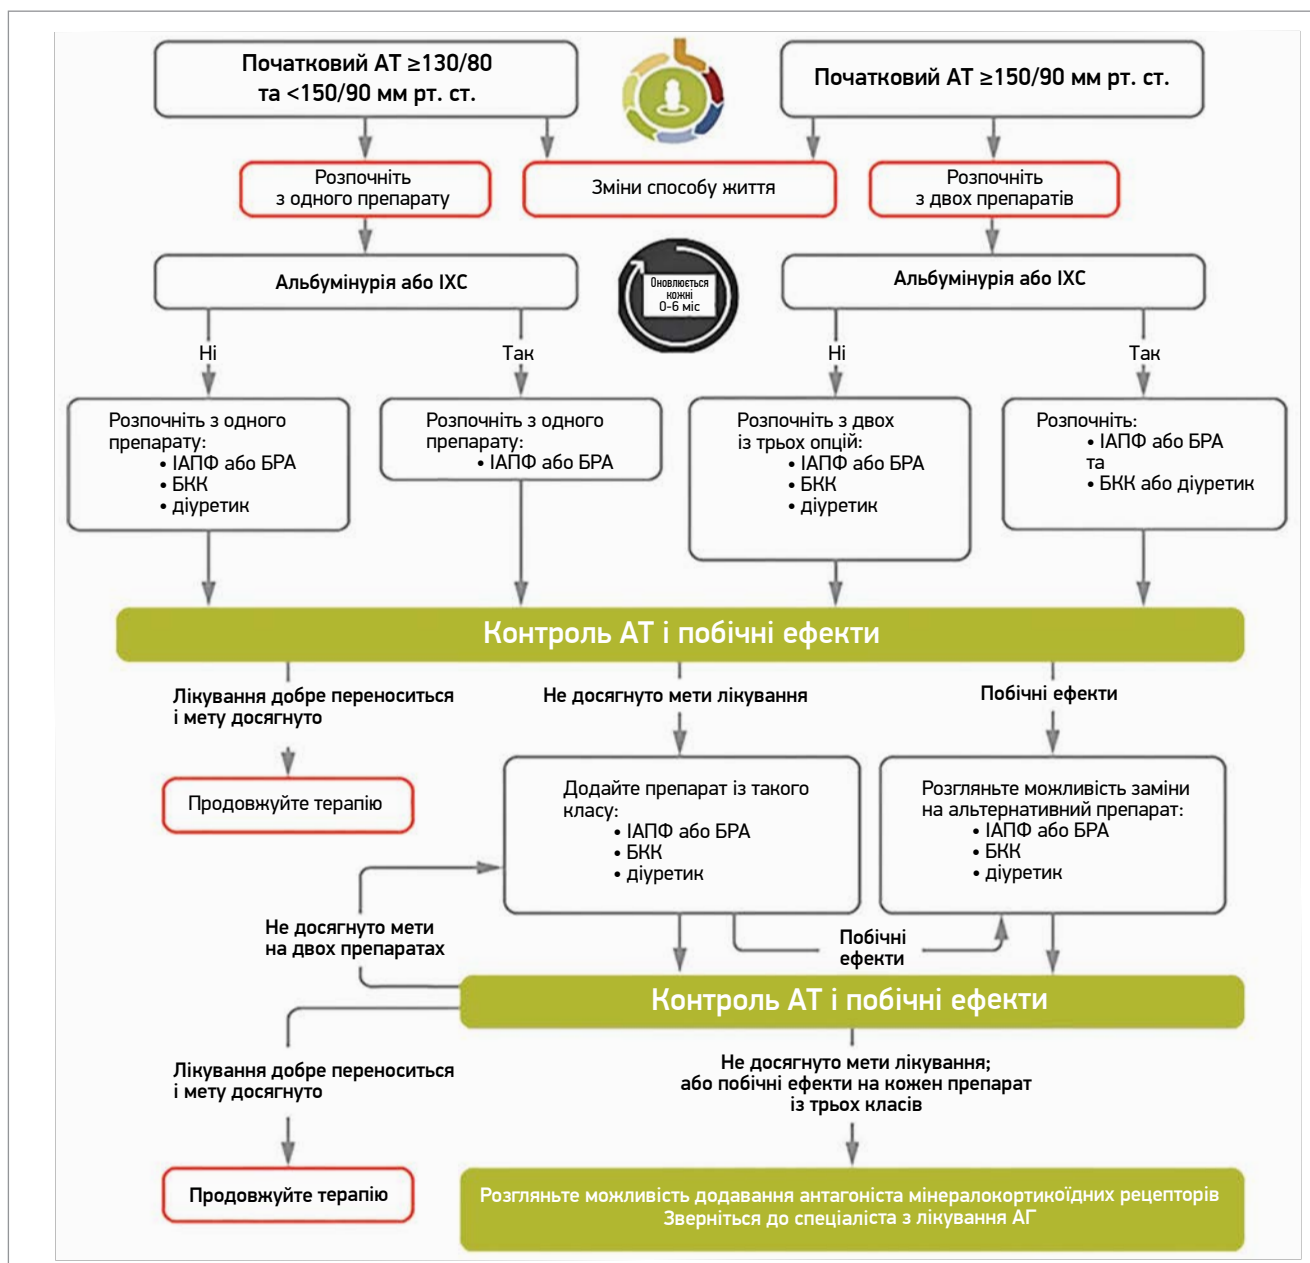 Початковий АТ ≥130/80
та <150/90 мм рт. ст.
Початковий АТ ≥150/90 мм рт. ст.
Розпочніть
з одного препарату
Зміни способу життя
Розпочніть
з двох препаратів
Альбумінурія або ІХС
Оновлюється
кожні
0-6 міс
Альбумінурія або ІХС
Ні
Так
Ні
Так
Розпочніть з одного
препарату:
• ІАПФ або БРА
• БКК
• діуретик
Розпочніть з одного
препарату:
• ІАПФ або БРА
Розпочніть з двох
із трьох опцій:
• ІАПФ або БРА
• БКК
• діуретик
Розпочніть:
• ІАПФ або БРА
та
• БКК або діуретик
Контроль АТ і побічні ефекти
Лікування добре переноситься
і мету досягнуто
Не досягнуто мети лікування
Побічні ефекти
Продовжуйте терапію
Додайте препарат із такого
класу:
• ІАПФ або БРА
• БКК
• діуретик
Розгляньте можливість заміни
на альтернативний препарат:
• ІАПФ або БРА
• БКК
• діуретик
Не досягнуто мети
на двох препаратах
Побічні
ефекти
Контроль АТ і побічні ефекти
Лікування добре переноситься
і мету досягнуто
Не досягнуто мети лікування;
або побічні ефекти на кожен препарат
із трьох класів
Продовжуйте терапію
Розгляньте можливість додавання антагоніста мінералокортикоїдних рецепторів
Зверніться до спеціаліста з лікування АГ